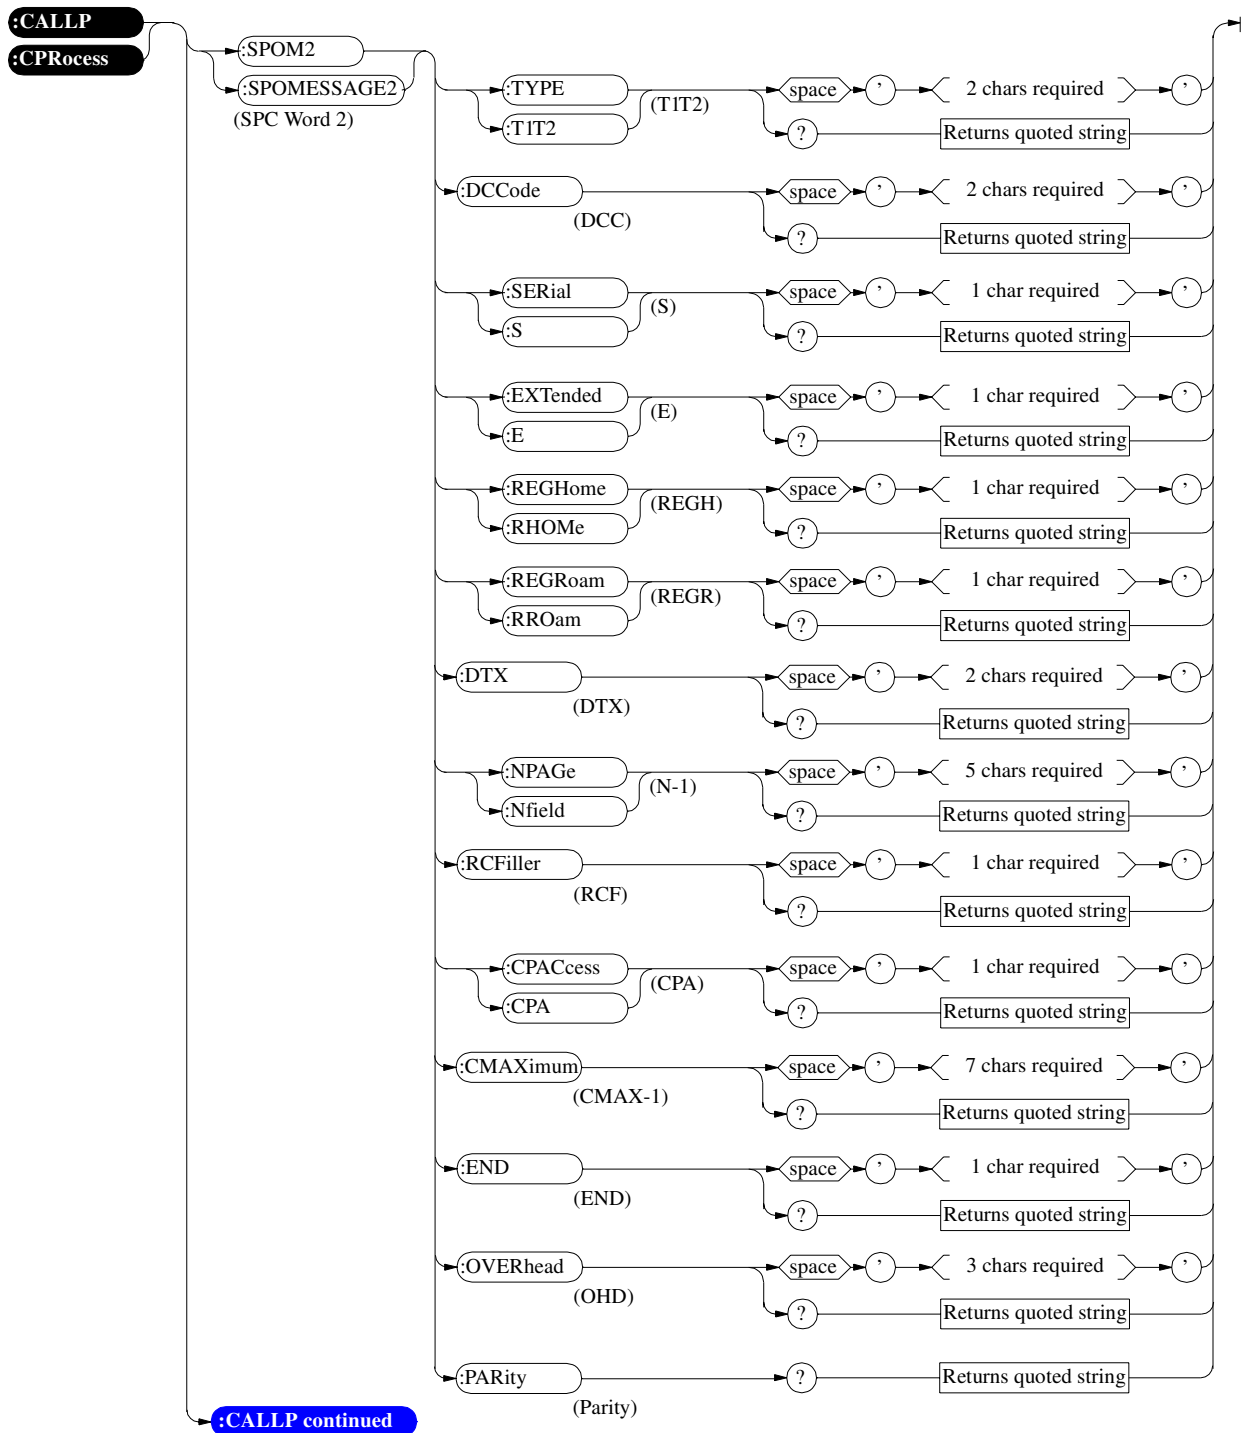 :CALLP
:CPRocess
:SPOM2
:SPOMESSAGE2
(SPC Word 2)
:TYPE
:T1T2
(T1T2)
space ’ 2 chars required ’
? Returns quoted string
:DCCode
(DCC)
space ’ 2 chars required ’
? Returns quoted string
:SERial
:S
(S)
space ’ 1 char required ’
? Returns quoted string
:EXTended
:E
(E)
space ’ 1 char required ’
? Returns quoted string
:REGHome
:RHOMe
(REGH)
space ’ 1 char required ’
? Returns quoted string
:REGRoam
:RROam
(REGR)
space ’ 1 char required ’
? Returns quoted string
:DTX
(DTX)
space ’ 2 chars required ’
? Returns quoted string
:NPAGe
:Nfield
(N-1)
space ’ 5 chars required ’
? Returns quoted string
:RCFiller
(RCF)
space ’ 1 char required ’
? Returns quoted string
:CPACcess
:CPA
(CPA)
space ’ 1 char required ’
? Returns quoted string
:CMAXimum
(CMAX-1)
space ’ 7 chars required ’
? Returns quoted string
:END
(END)
space ’ 1 char required ’
? Returns quoted string
:OVERhead
(OHD)
space ’ 3 chars required ’
? Returns quoted string
:PARity
(Parity)
? Returns quoted string
:CALLP continued